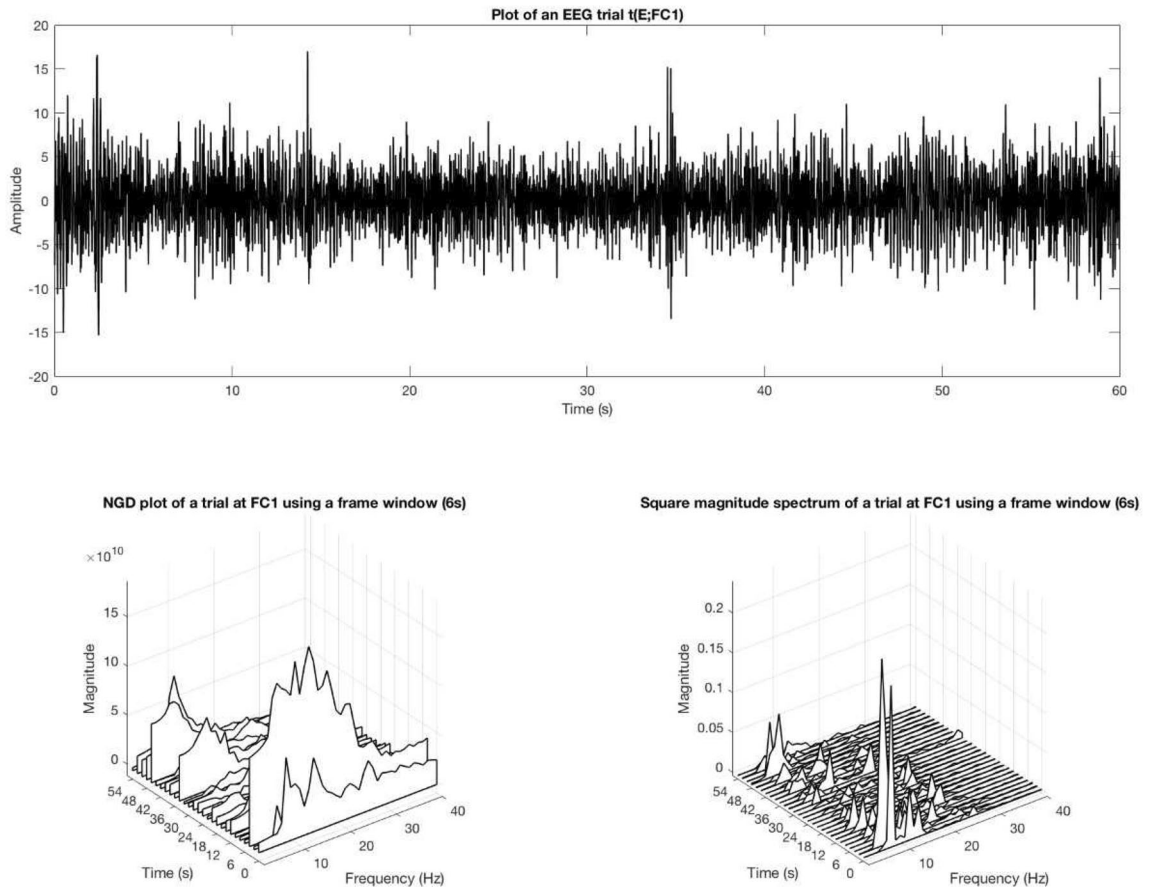 Plot of an EEG trial t(E;FC1)
20
15
10
5
0
-5
-10
-15
-20
Amplitude
0 10 20 30 40 50 60
Time (s)
NGD plot of a trial at FC1 using a frame window (6s)
×10^10
15
10
5
0
Magnitude
54 48 42 36 30 24 18 12 6 0
Time (s)
10 20 30 40
Frequency (Hz)
Square magnitude spectrum of a trial at FC1 using a frame window (6s)
0.2
0.15
0.1
0.05
0
Magnitude
54 48 42 36 30 24 18 12 6 0
Time (s)
10 20 30 40
Frequency (Hz)